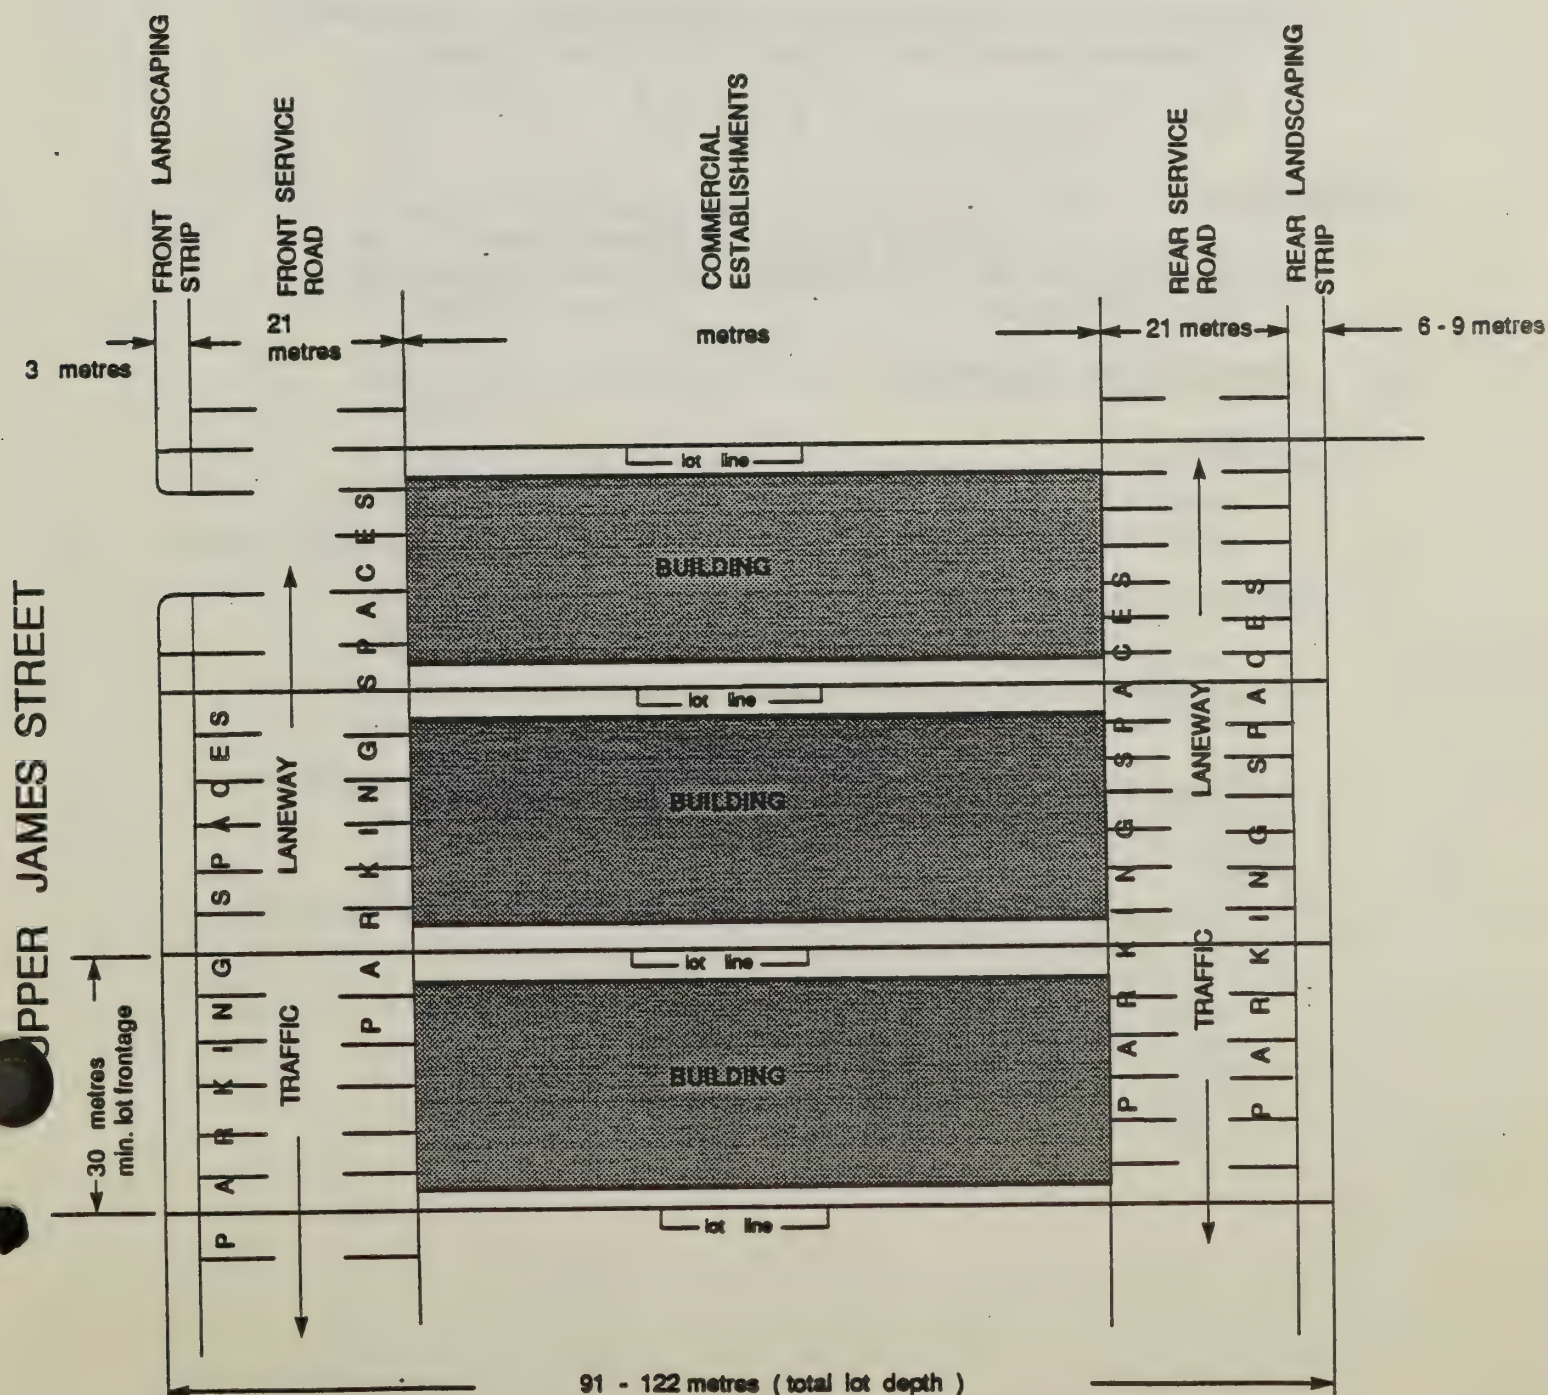 FRONT LANDSCAPING
STRIP
FRONT SERVICE
ROAD
COMMERCIAL
ESTABLISHMENTS
REAR SERVICE
ROAD
REAR LANDSCAPING
STRIP
3 metres
21
metres
metres
21 metres
6 - 9 metres
lot line
BUILDING
lot line
BUILDING
lot line
BUILDING
lot line
UPPER JAMES STREET
30 metres
min. lot frontage
PARKING SPACES
TRAFFIC LANEWAY
PARKING SPACES
PARKING SPACES
TRAFFIC LANEWAY
PARKING SPACES
91 - 122 metres ( total lot depth )